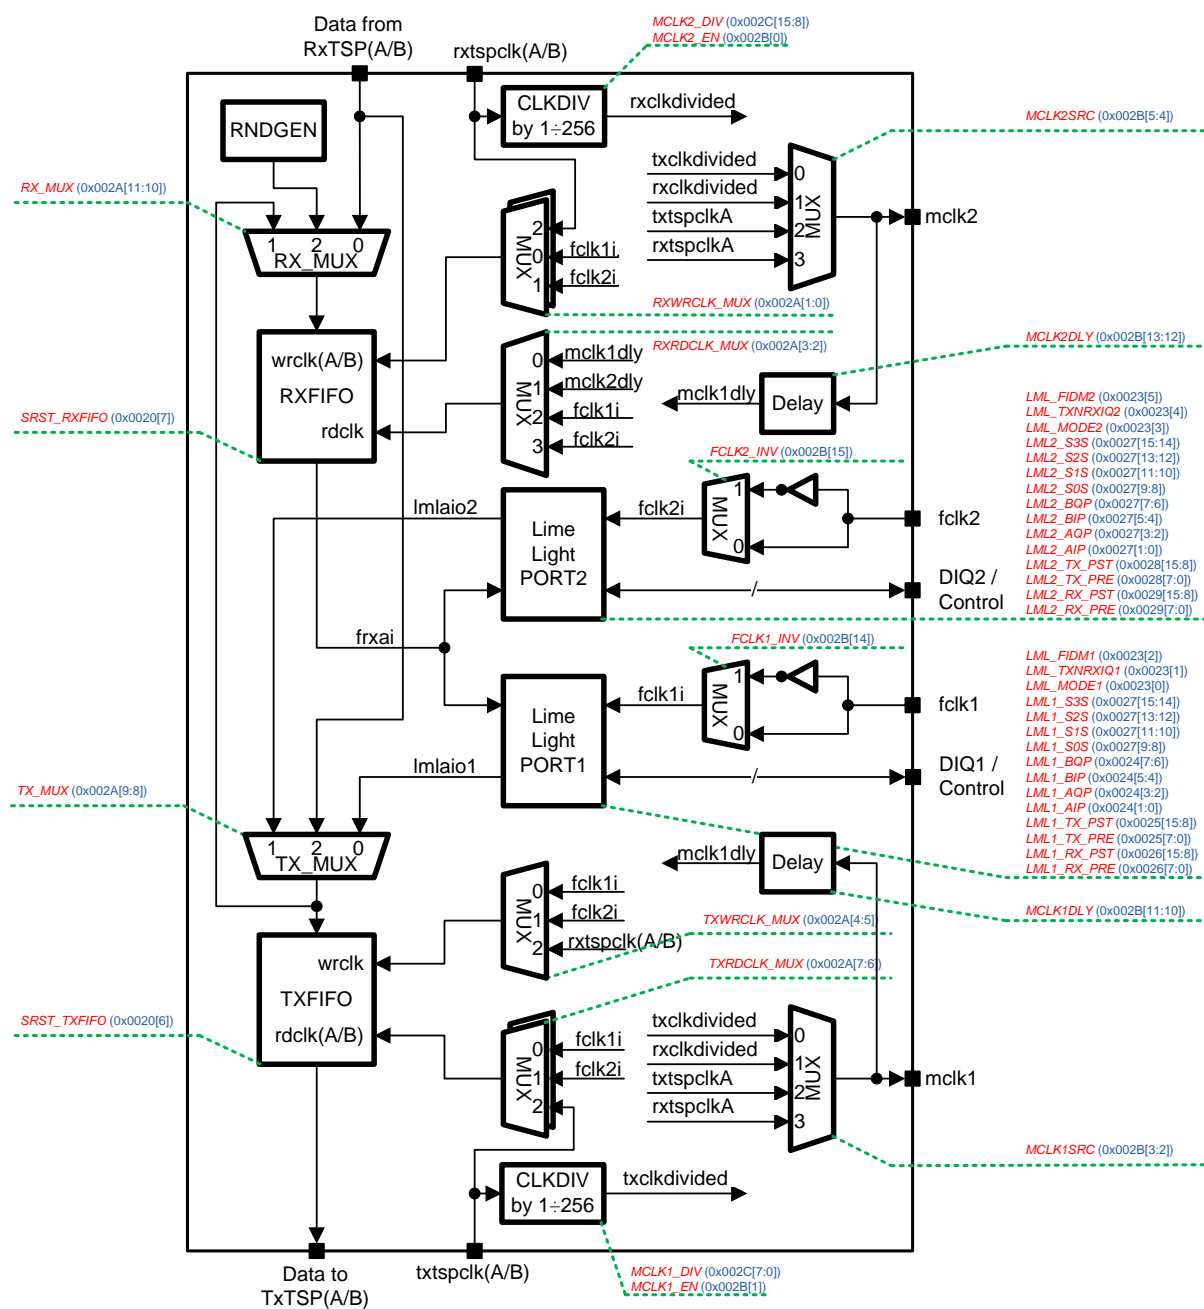 Data from
RxTSP(A/B)
rxtspclk(A/B)
MCLK2_DIV (0x002C[15:8])
MCLK2_EN (0x002B[0])
RNDGEN
CLKDIV
by 1÷256
rxclkdivided
MCLK2SRC (0x002B[5:4])
RX_MUX (0x002A[11:10])
txclkdivided
rxclkdivided
txtspclkA
rxtspclkA
0
1
2
3
MUX
mclk2
1 2 0
RX_MUX
2
0
1
MUX
fclk1i
fclk2i
RXWRCLK_MUX (0x002A[1:0])
RXRDCLK_MUX (0x002A[3:2])
MCLK2DLY (0x002B[13:12])
wrclk(A/B)
RXFIFO
rdclk
0
1
2
3
MUX
mclk1dly
mclk2dly
fclk1i
fclk2i
mclk1dly
Delay
SRST_RXFIFO (0x0020[7])
LML_FIDM2 (0x0023[5])
LML_TXNRXIQ2 (0x0023[4])
LML_MODE2 (0x0023[3])
LML2_S3S (0x0027[15:14])
LML2_S2S (0x0027[13:12])
LML2_S1S (0x0027[11:10])
LML2_S0S (0x0027[9:8])
LML2_BQP (0x0027[7:6])
LML2_BIP (0x0027[5:4])
LML2_AQP (0x0027[3:2])
LML2_AIP (0x0027[1:0])
LML2_TX_PST (0x0028[15:8])
LML2_TX_PRE (0x0028[7:0])
LML2_RX_PST (0x0029[15:8])
LML2_RX_PRE (0x0029[7:0])
FCLK2_INV (0x002B[15])
lmlaio2
Lime
Light
PORT2
fclk2i
1
0
MUX
fclk2
DIQ2 /
Control
/
frxai
FCLK1_INV (0x002B[14])
LML_FIDM1 (0x0023[2])
LML_TXNRXIQ1 (0x0023[1])
LML_MODE1 (0x0023[0])
LML1_S3S (0x0027[15:14])
LML1_S2S (0x0027[13:12])
LML1_S1S (0x0027[11:10])
LML1_S0S (0x0027[9:8])
LML1_BQP (0x0024[7:6])
LML1_BIP (0x0024[5:4])
LML1_AQP (0x0024[3:2])
LML1_AIP (0x0024[1:0])
LML1_TX_PST (0x0025[15:8])
LML1_TX_PRE (0x0025[7:0])
LML1_RX_PST (0x0026[15:8])
LML1_RX_PRE (0x0026[7:0])
Lime
Light
PORT1
fclk1i
1
0
MUX
fclk1
lmlaio1
DIQ1 /
Control
/
TX_MUX (0x002A[9:8])
1 2 0
TX_MUX
mclk1dly
Delay
MCLK1DLY (0x002B[11:10])
0
1
2
MUX
fclk1i
fclk2i
rxtspclk(A/B)
TXWRCLK_MUX (0x002A[4:5])
TXRDCLK_MUX (0x002A[7:6])
wrclk
TXFIFO
rdclk(A/B)
SRST_TXFIFO (0x0020[6])
0
1
2
MUX
fclk1i
fclk2i
txclkdivided
rxclkdivided
txtspclkA
rxtspclkA
0
1
2
3
MUX
mclk1
MCLK1SRC (0x002B[3:2])
CLKDIV
by 1÷256
txclkdivided
Data to
TxTSP(A/B)
txtspclk(A/B)
MCLK1_DIV (0x002C[7:0])
MCLK1_EN (0x002B[1])